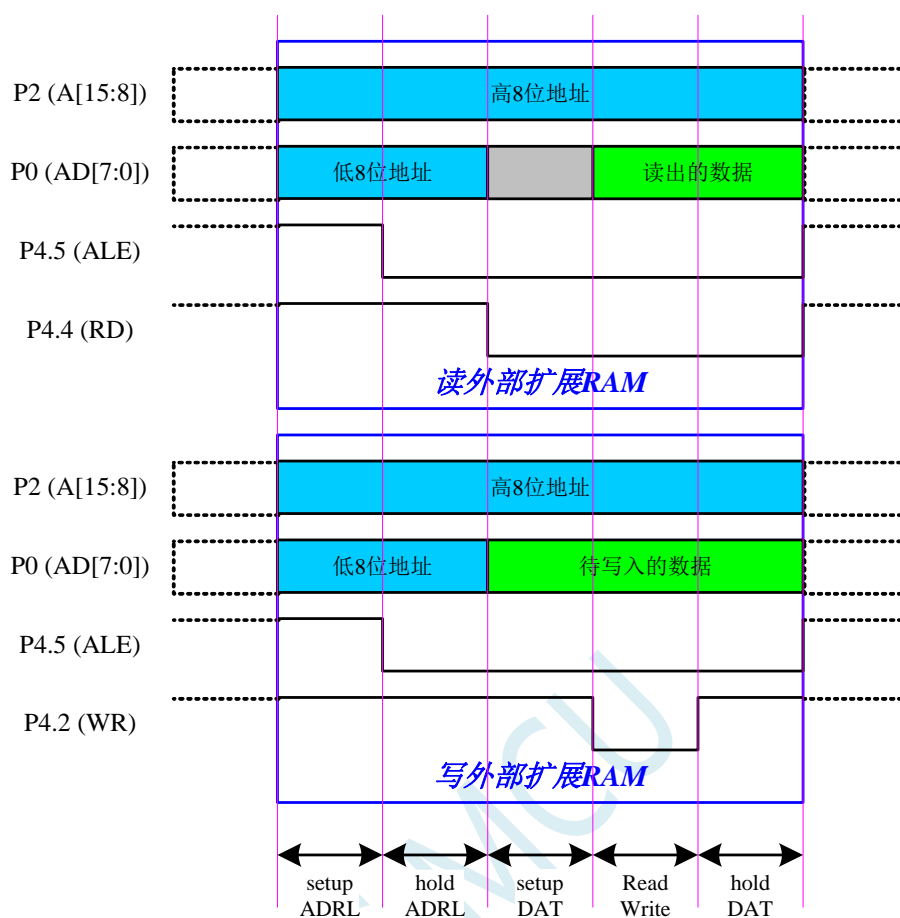 P2 (A[15:8])
高8位地址
P0 (AD[7:0])
低8位地址
读出的数据
P4.5 (ALE)
P4.4 (RD)
读外部扩展RAM
P2 (A[15:8])
高8位地址
P0 (AD[7:0])
低8位地址
待写入的数据
P4.5 (ALE)
P4.2 (WR)
写外部扩展RAM
MCU
setup
ADRL
hold
ADRL
setup
DAT
Read
Write
hold
DAT